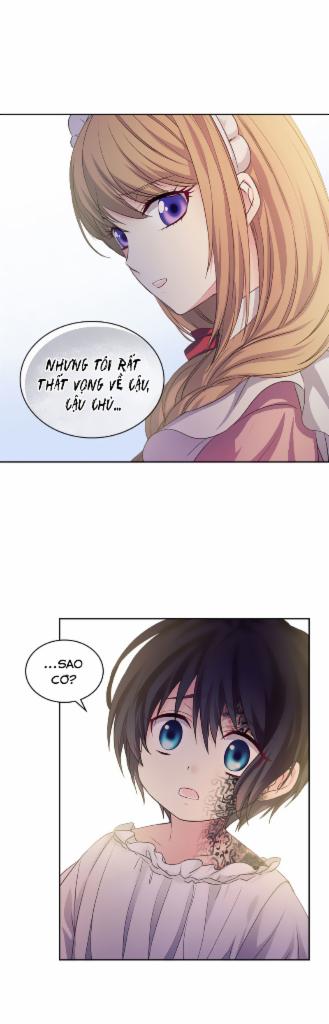 NHƯNG TÔI RẤT
THẤT VỌNG VỀ CẬU,
CẬU CHỦ...
...SAO
CƠ?